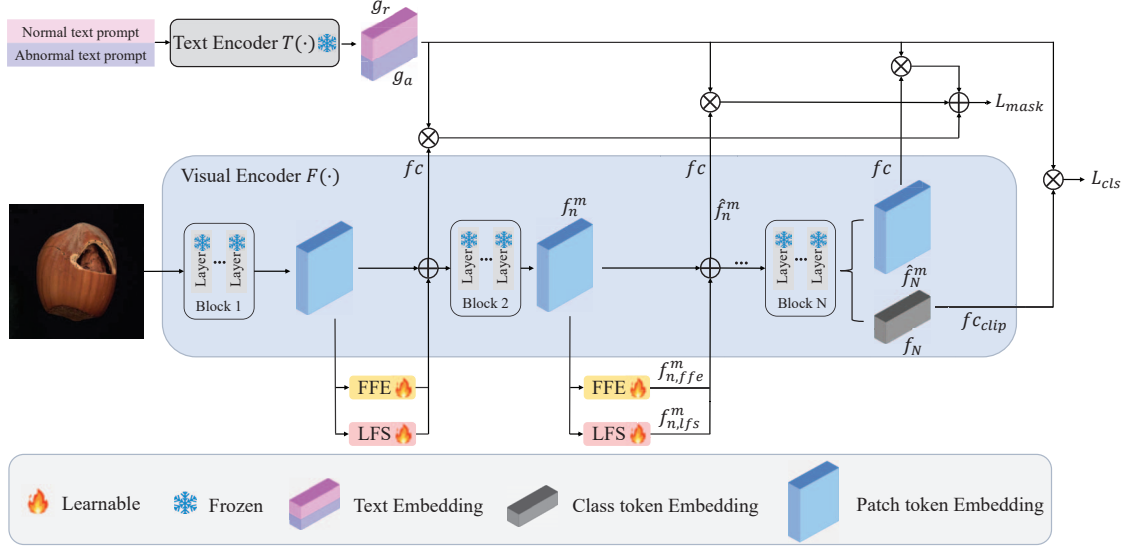 Normal text prompt
Abnormal text prompt
Text Encoder T(·)
g_r
g_a
L_mask
L_cls
Visual Encoder F(·)
fc
fc
fc
Layer ... Layer
Block 1
Layer ... Layer
Block 2
f_n^m
f̂_n^m
...
Layer ... Layer
Block N
f̂_N^m
f_N
fc_clip
FFE
LFS
FFE
f_{n,ffe}^m
LFS
f_{n,lfs}^m
Learnable
Frozen
Text Embedding
Class token Embedding
Patch token Embedding